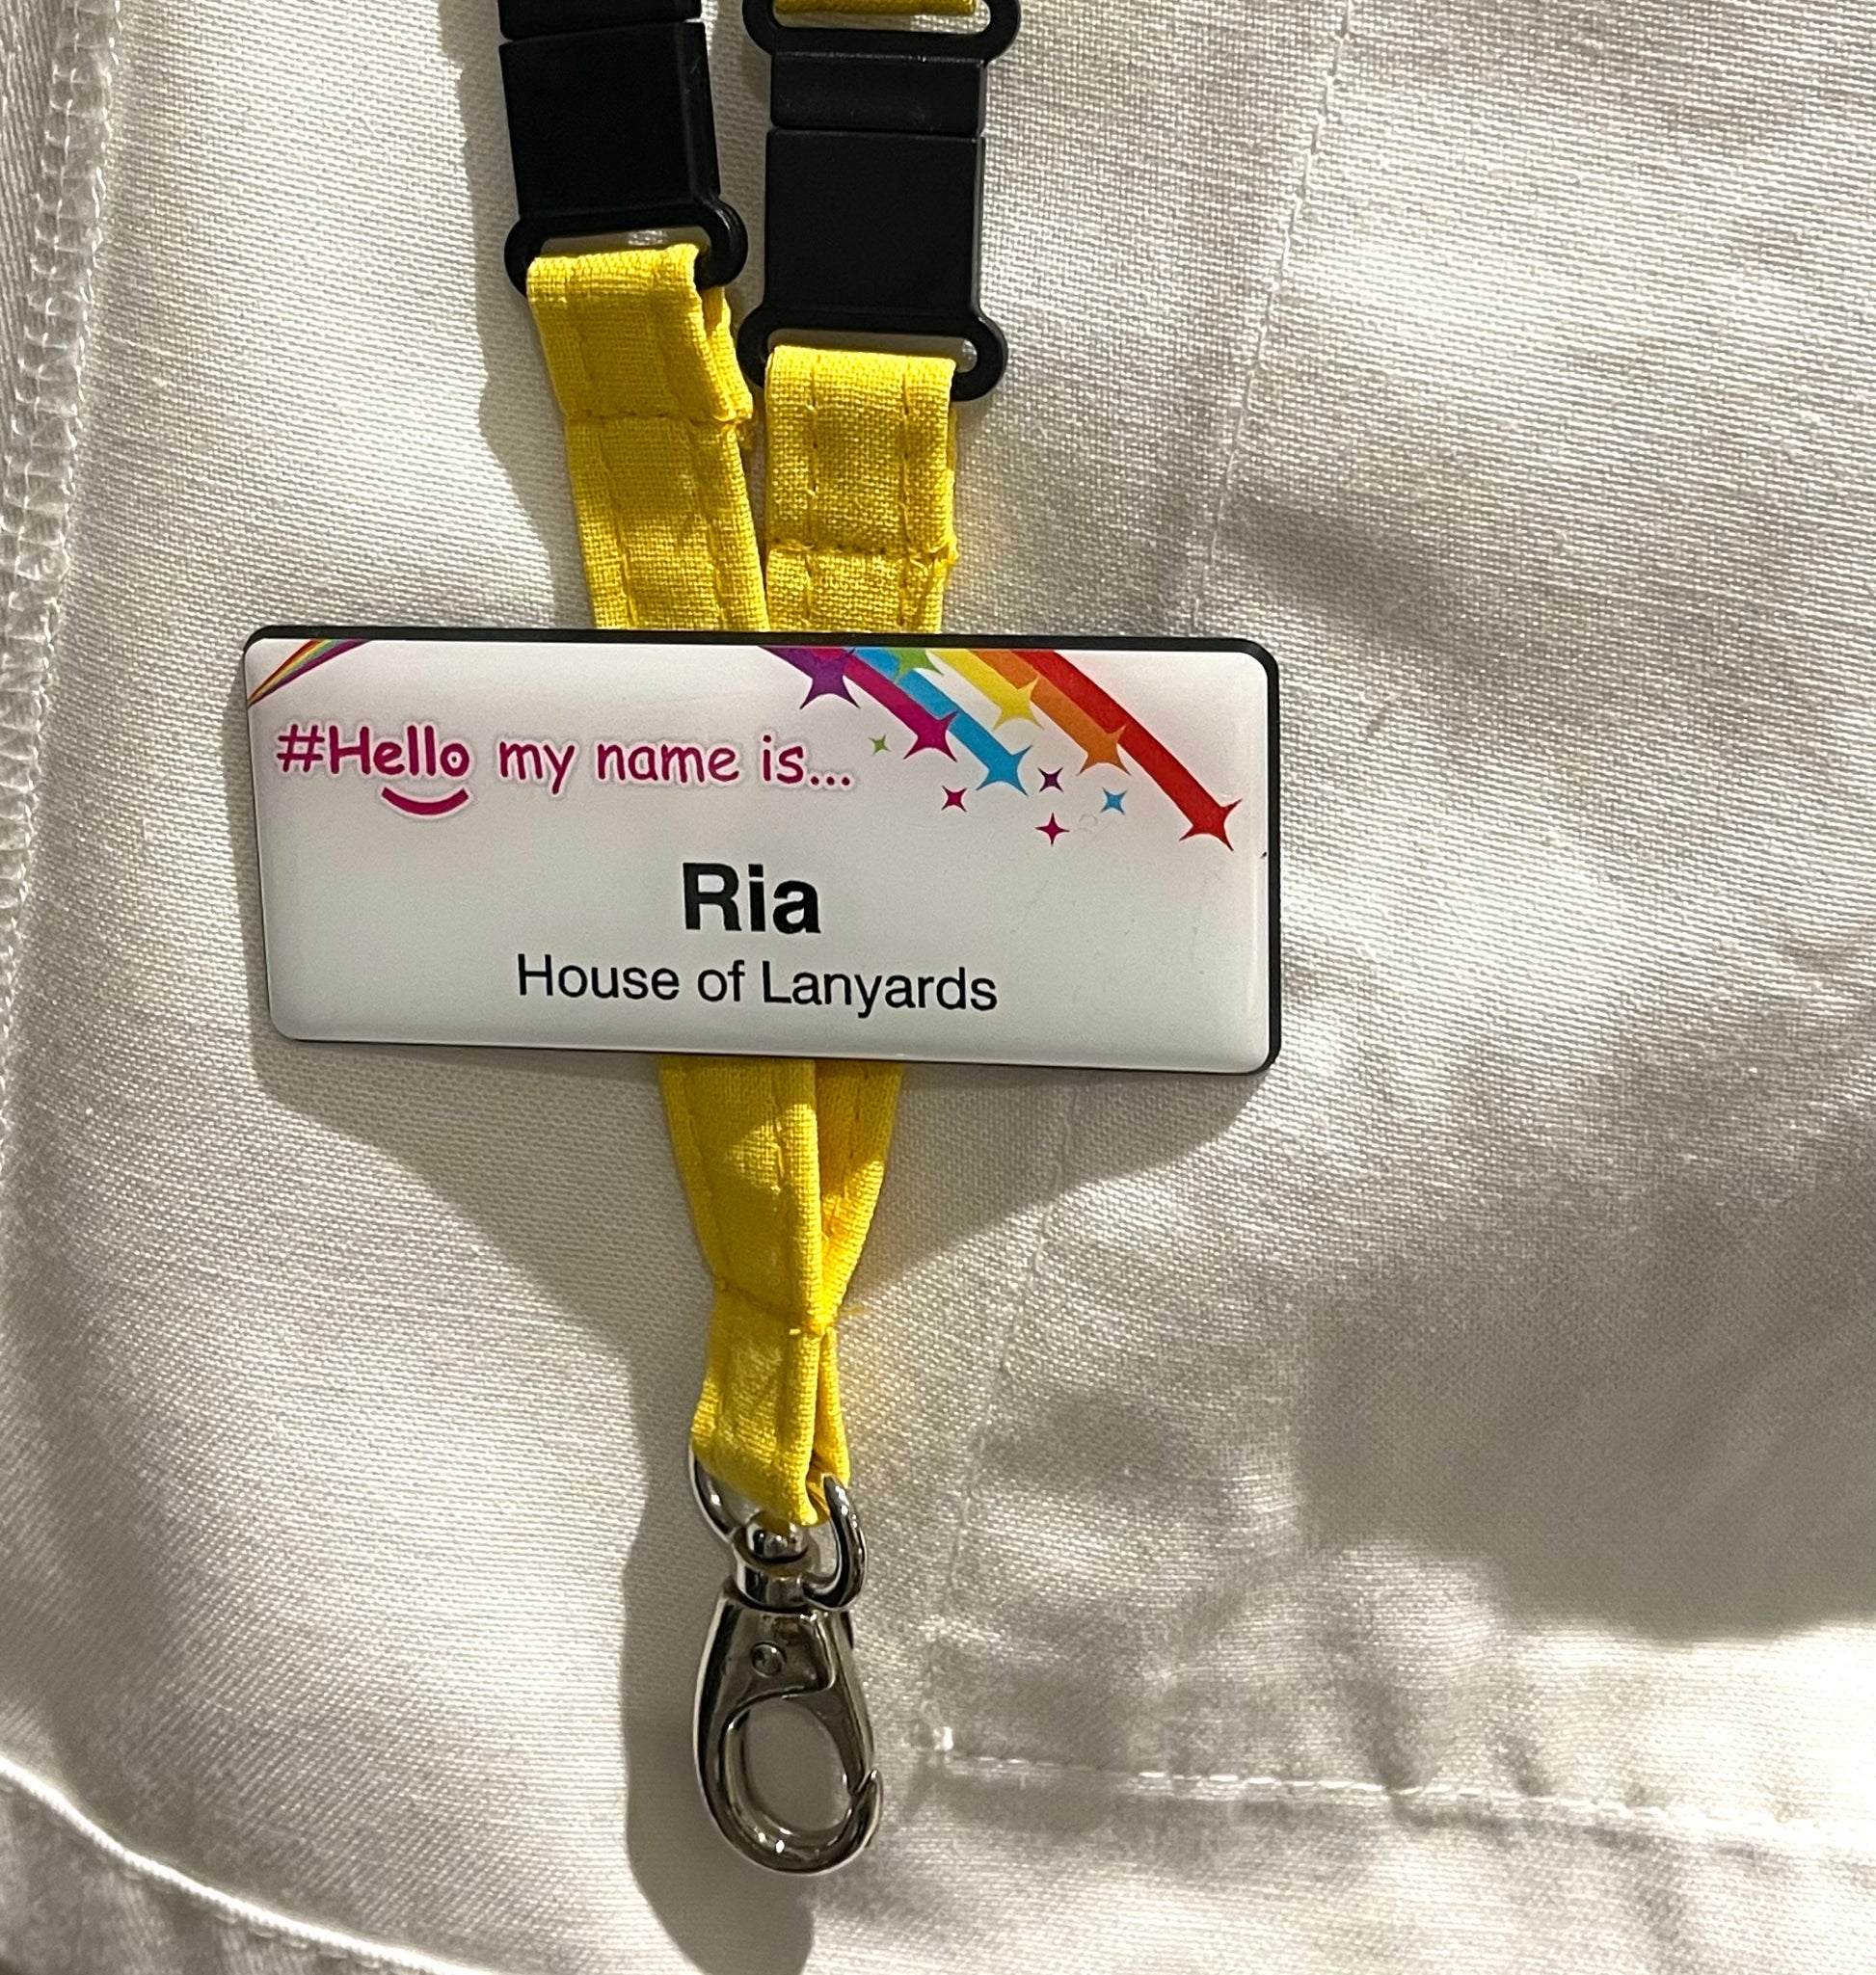 #Hello my name is...
Ria
House of Lanyards